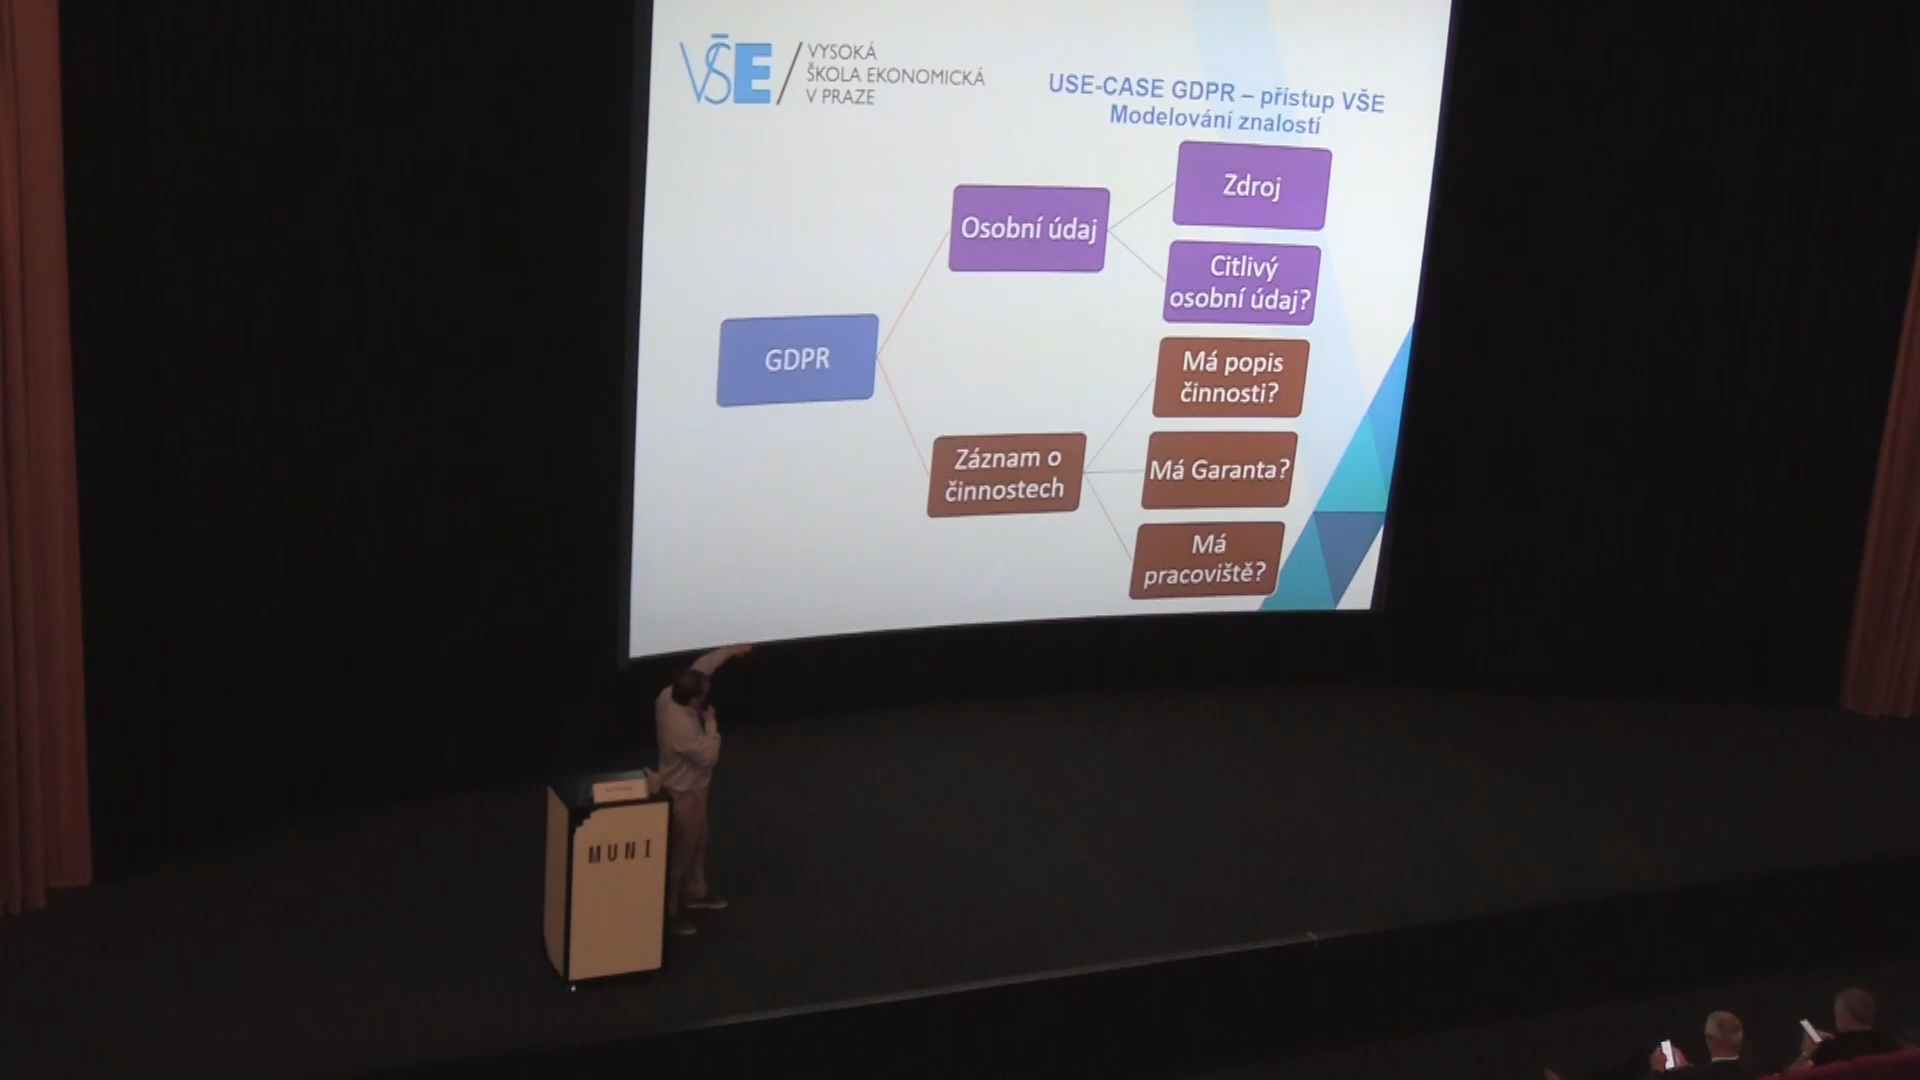 VŠE / VYSOKÁ
ŠKOLA EKONOMICKÁ
V PRAZE
USE-CASE GDPR – přístup VŠE
Modelování znalostí
Zdroj
Osobní údaj
Citlivý
osobní údaj?
GDPR
Má popis
činnosti?
Záznam o
činnostech
Má Garanta?
Má
pracoviště?
MUNI